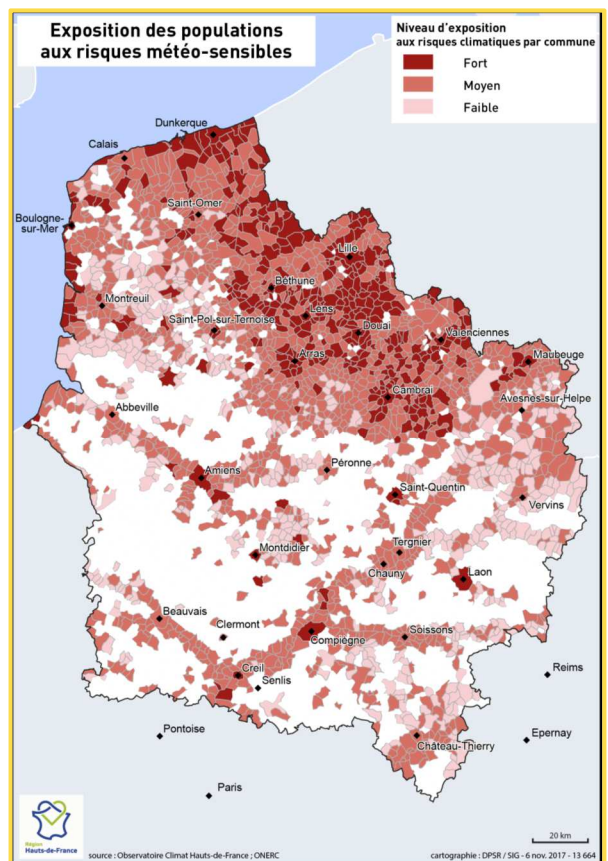 Exposition des populations
aux risques météo-sensibles
Niveau d'exposition
aux risques climatiques par commune
Fort
Moyen
Faible
Dunkerque
Calais
Saint-Omer
Boulogne-
sur-Mer
Lille
Béthune
Montreuil
Lens
Saint-Pol-sur-Ternoise
Douai
Valenciennes
Arras
Maubeuge
Cambrai
Abbeville
Avesnes-sur-Helpe
Amiens
Péronne
Saint-Quentin
Vervins
Montdidier
Tergnier
Chauny
Laon
Beauvais
Clermont
Compiègne
Soissons
Creil
Senlis
Reims
Pontoise
Château-Thierry
Epernay
Paris
Région
Hauts-de-France
20 km
source : Observatoire Climat Hauts-de-France ; ONERC
cartographie : DPSR / SIG - 6 nov. 2017 - 13 664